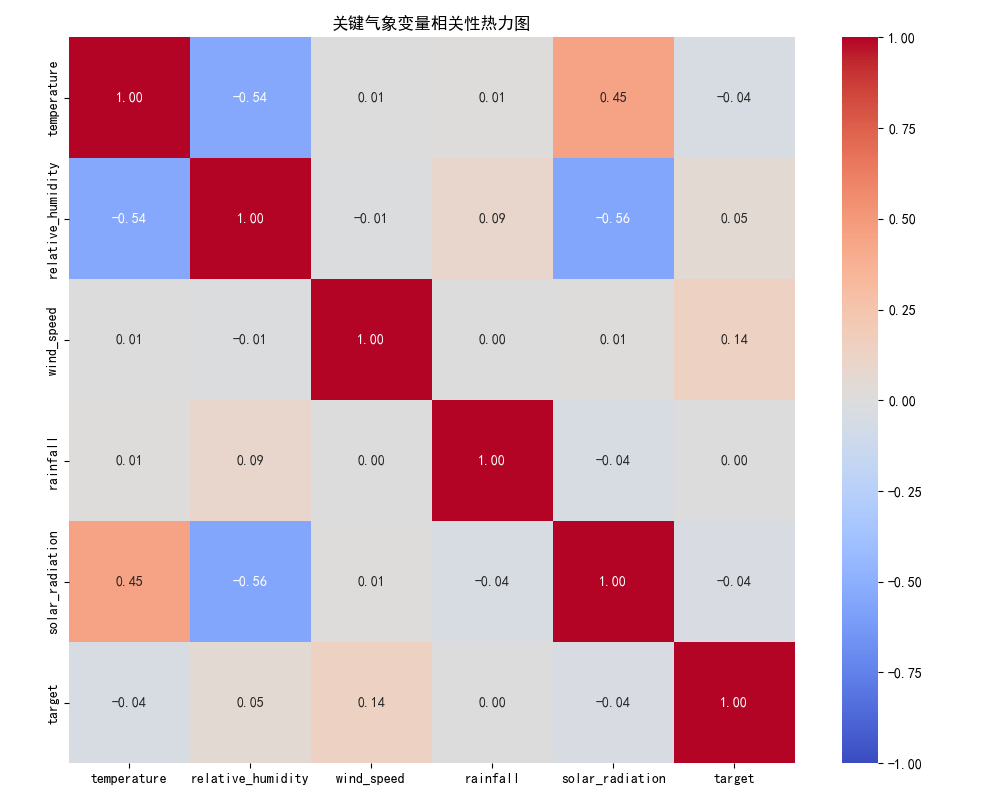 关键气象变量相关性热力图
temperature 1.00 -0.54 0.01 0.01 0.45 -0.04
relative_humidity -0.54 1.00 -0.01 0.09 -0.56 0.05
wind_speed 0.01 -0.01 1.00 0.00 0.01 0.14
rainfall 0.01 0.09 0.00 1.00 -0.04 0.00
solar_radiation 0.45 -0.56 0.01 -0.04 1.00 -0.04
target -0.04 0.05 0.14 0.00 -0.04 1.00
temperature relative_humidity wind_speed rainfall solar_radiation target
1.00
0.75
0.50
0.25
0.00
-0.25
-0.50
-0.75
-1.00